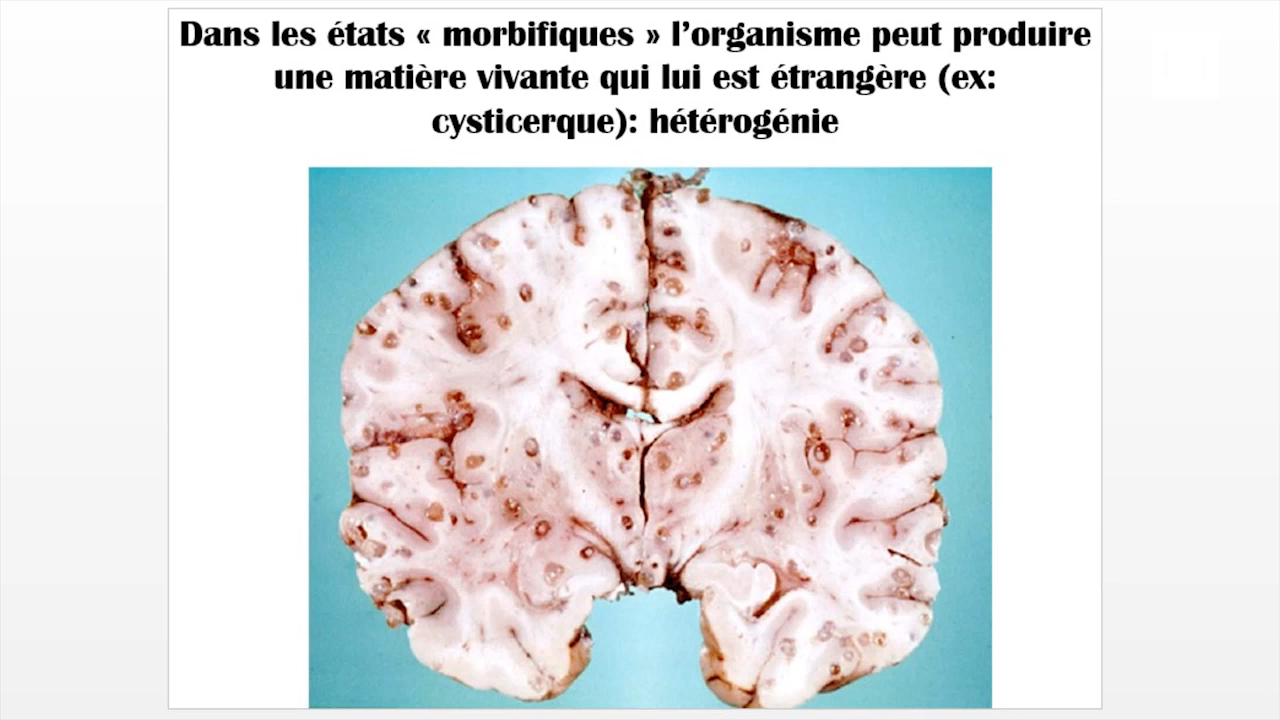 Dans les états « morbifiques » l’organisme peut produire
une matière vivante qui lui est étrangère (ex:
cysticerque): hétérogénie